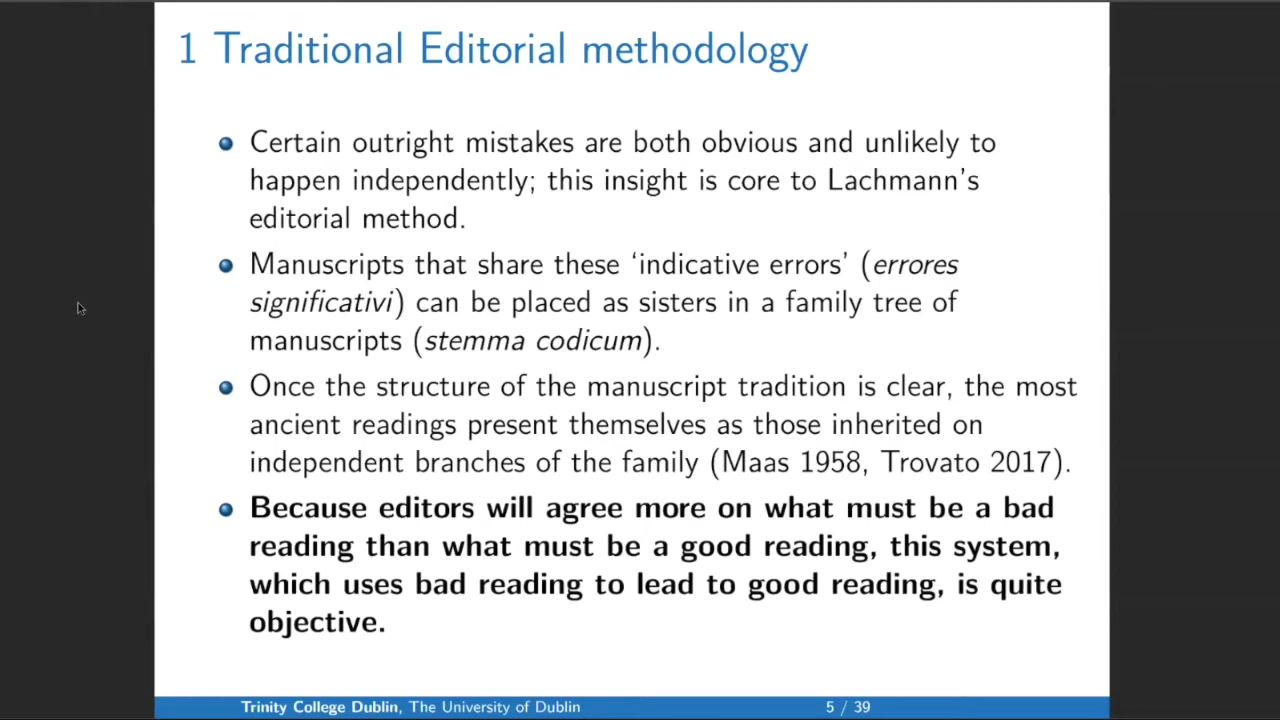 1 Traditional Editorial methodology
Certain outright mistakes are both obvious and unlikely to
happen independently; this insight is core to Lachmann's
editorial method.
Manuscripts that share these ‘indicative errors’ (errores
significativi) can be placed as sisters in a family tree of
manuscripts (stemma codicum).
Once the structure of the manuscript tradition is clear, the most
ancient readings present themselves as those inherited on
independent branches of the family (Maas 1958, Trovato 2017).
Because editors will agree more on what must be a bad
reading than what must be a good reading, this system,
which uses bad reading to lead to good reading, is quite
objective.
Trinity College Dublin, The University of Dublin 5 / 39